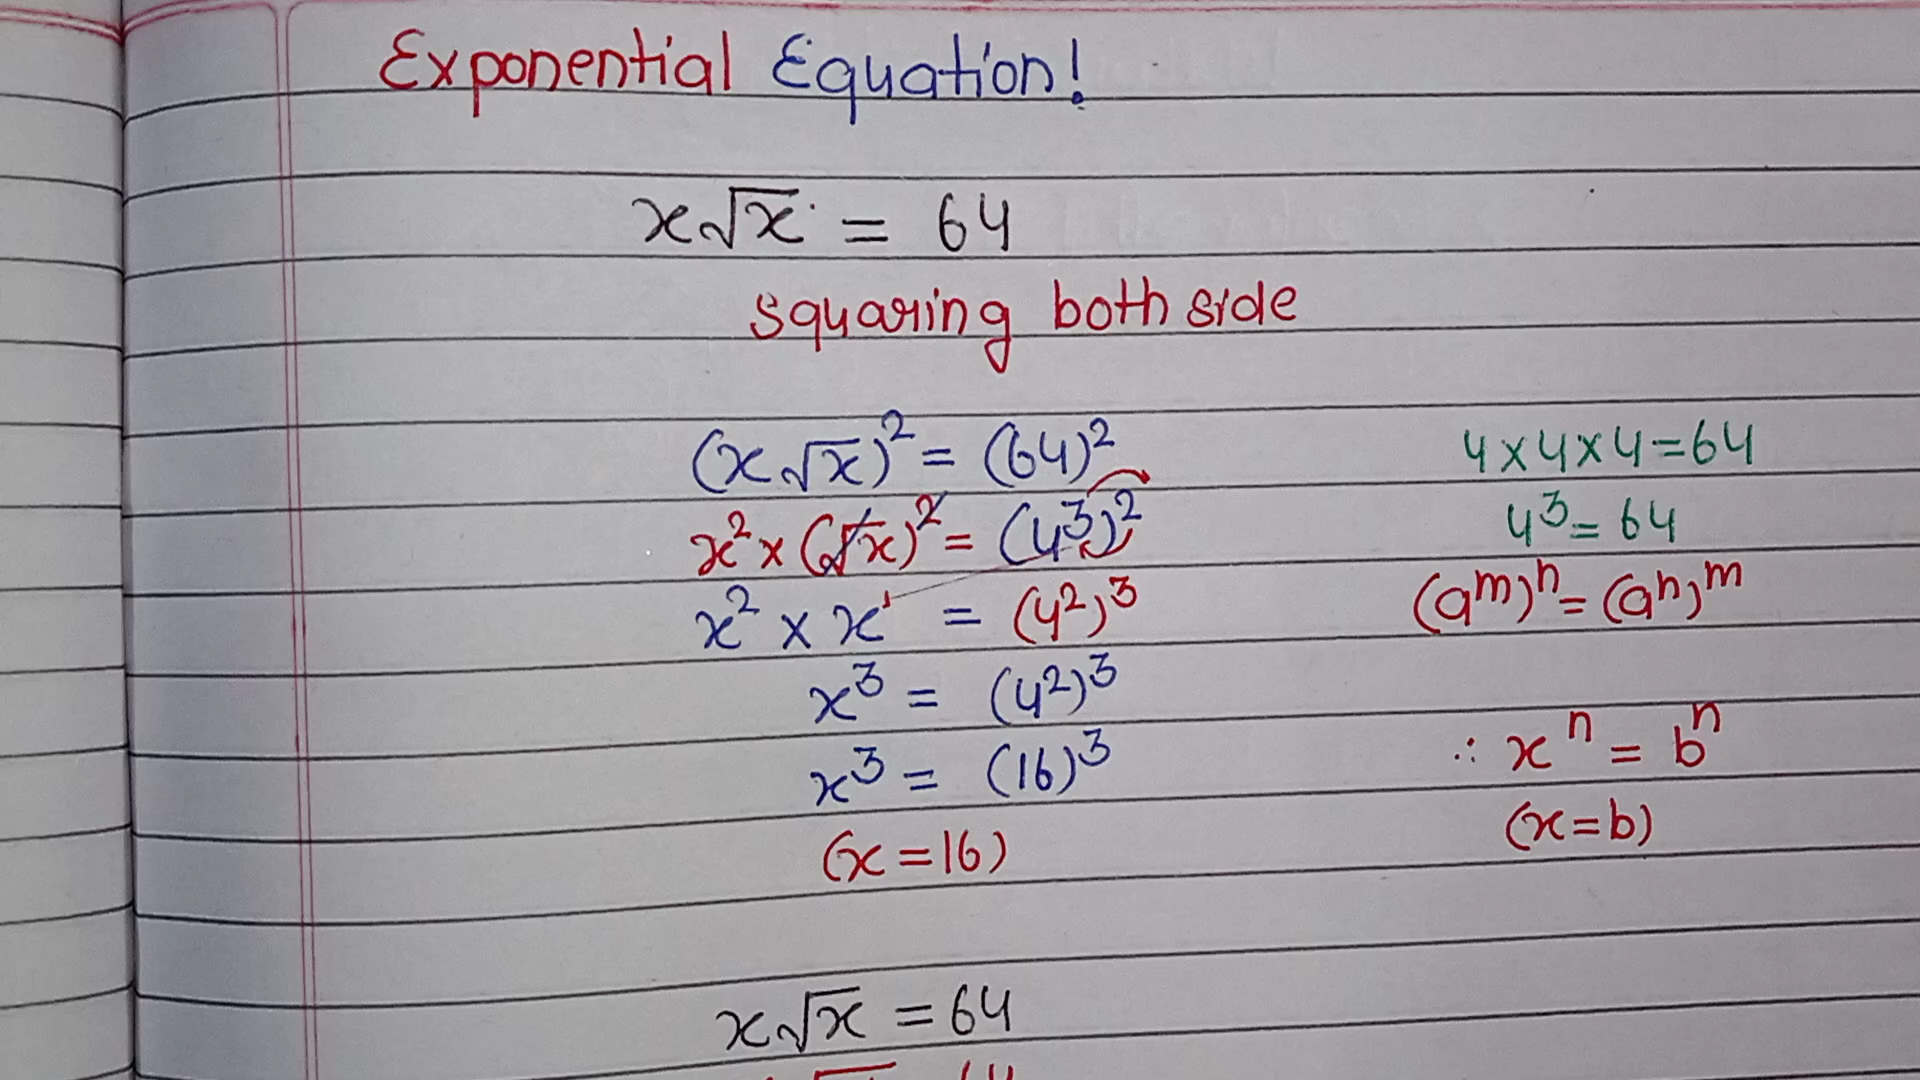 Exponential Equation!
x√x = 64
squaring both side
(x√x)² = (64)²
4×4×4=64
x² × (√x)² = (4³)²
4³ = 64
x² × x¹ = (4²)³
(aᵐ)ⁿ = (aⁿ)ᵐ
x³ = (4²)³
∴ xⁿ = bⁿ
x³ = (16)³
(x=b)
(x=16)
x√x = 64